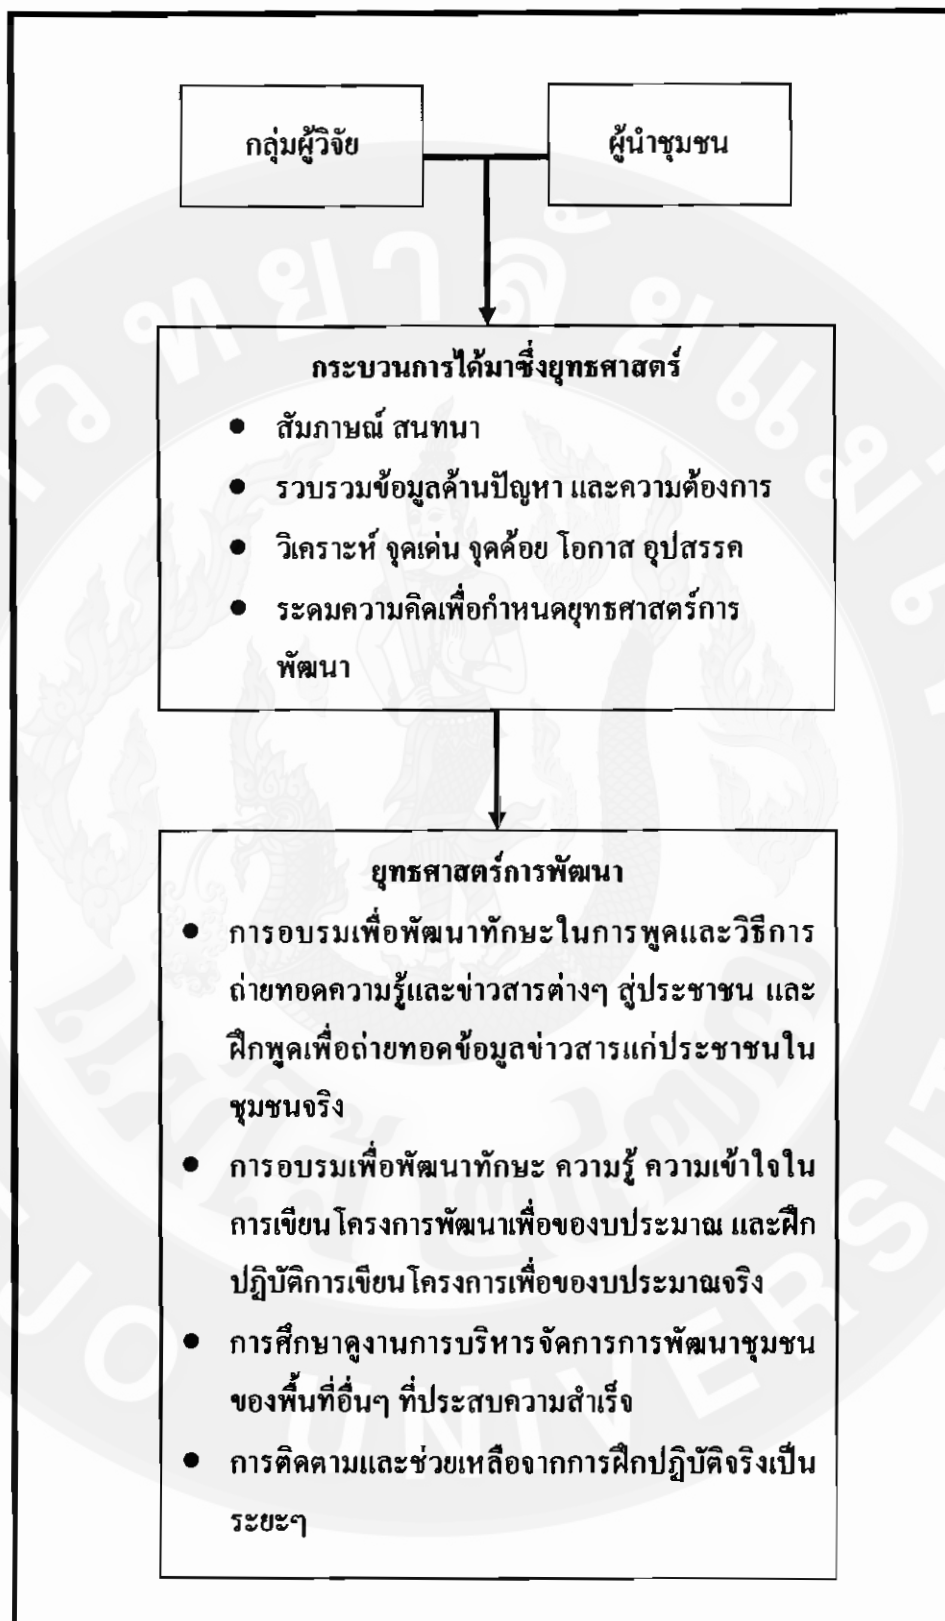 กลุ่มผู้วิจัย
ผู้นำชุมชน
กระบวนการได้มาซึ่งยุทธศาสตร์
● สัมภาษณ์ สนทนา
● รวบรวมข้อมูลด้านปัญหา และความต้องการ
● วิเคราะห์ จุดเด่น จุดด้อย โอกาส อุปสรรค
● ระดมความคิดเพื่อกำหนดยุทธศาสตร์การ
พัฒนา
ยุทธศาสตร์การพัฒนา
● การอบรมเพื่อพัฒนาทักษะในการพูดและวิธีการ
ถ่ายทอดความรู้และข่าวสารต่างๆ สู่ประชาชน และ
ฝึกพูดเพื่อถ่ายทอดข้อมูลข่าวสารแก่ประชาชนใน
ชุมชนจริง
● การอบรมเพื่อพัฒนาทักษะ ความรู้ ความเข้าใจใน
การเขียนโครงการพัฒนาเพื่อของบประมาณ และฝึก
ปฏิบัติการเขียนโครงการเพื่อของบประมาณจริง
● การศึกษาดูงานการบริหารจัดการการพัฒนาชุมชน
ของพื้นที่อื่นๆ ที่ประสบความสำเร็จ
● การติดตามและช่วยเหลือจากการฝึกปฏิบัติจริงเป็น
ระยะๆ